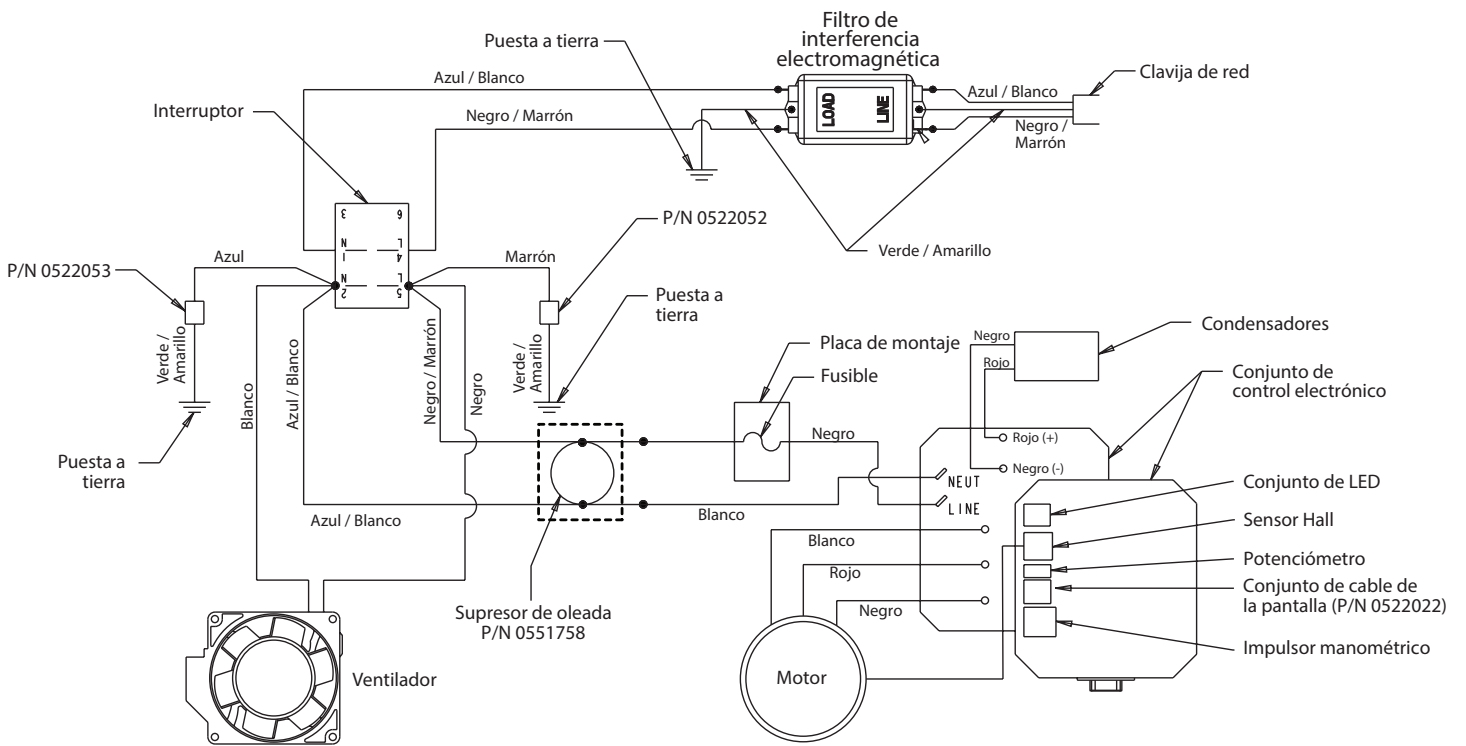 Filtro de
interferencia
electromagnética
Puesta a tierra
Clavija de red
Azul / Blanco
Azul / Blanco
LOAD
LINE
Interruptor
Negro / Marrón
Negro /
Marrón
3
6
N
1
L
4
N
2
L
5
P/N 0522052
Verde / Amarillo
P/N 0522053
Azul
Marrón
Puesta a
tierra
Verde /
Amarillo
Verde /
Amarillo
Blanco
Azul / Blanco
Negro / Marrón
Negro
Placa de montaje
Fusible
Negro
Condensadores
Negro
Rojo
Conjunto de
control electrónico
Puesta a
tierra
Negro
Rojo (+)
Negro (-)
NEUT
LINE
Conjunto de LED
Sensor Hall
Azul / Blanco
Blanco
Blanco
Rojo
Negro
Potenciómetro
Conjunto de cable de
la pantalla (P/N 0522022)
Impulsor manométrico
Supresor de oleada
P/N 0551758
Ventilador
Motor